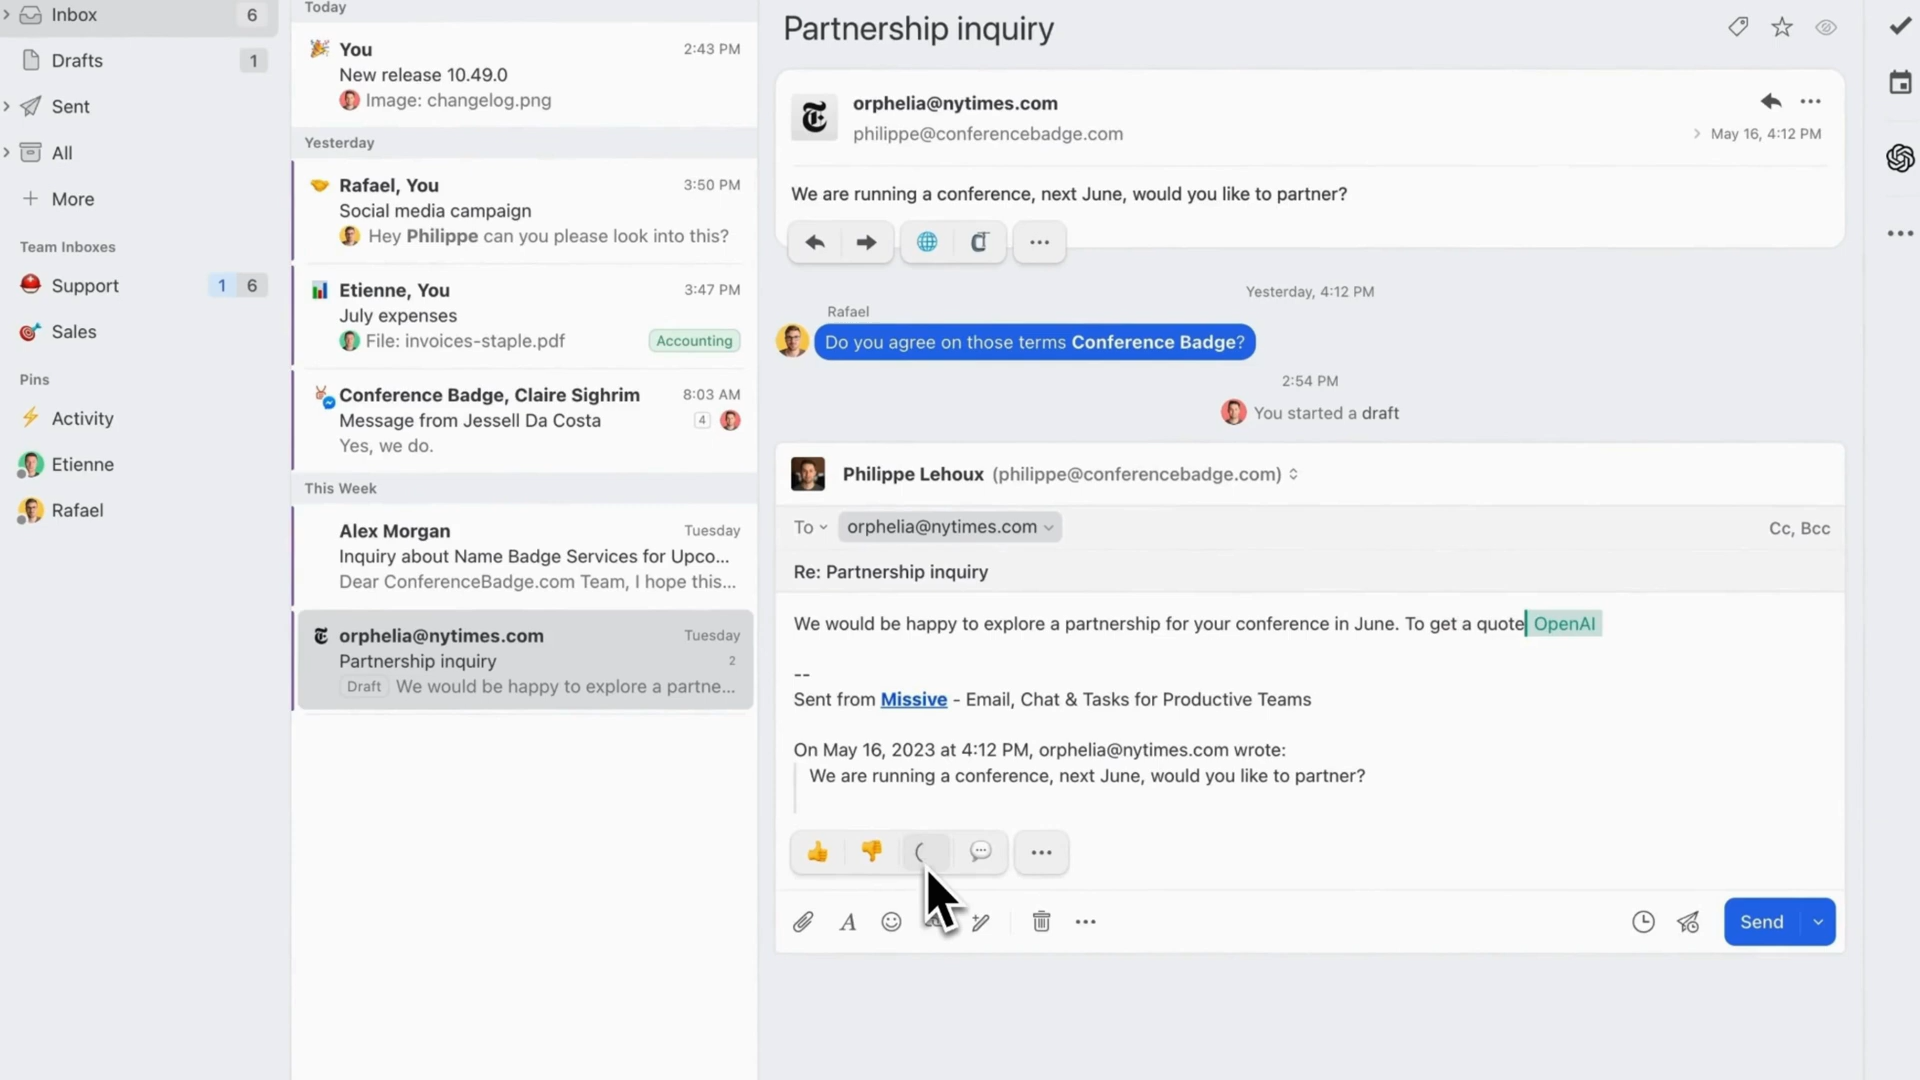 Inbox 6
Drafts 1
Sent
All
More
Team Inboxes
Support 1 6
Sales
Pins
Activity
Etienne
Rafael
Today
You 2:43 PM
New release 10.49.0
Image: changelog.png
Yesterday
Rafael, You 3:50 PM
Social media campaign
Hey Philippe can you please look into this?
Etienne, You 3:47 PM
July expenses
File: invoices-staple.pdf Accounting
Conference Badge, Claire Sighrim 8:03 AM
Message from Jessell Da Costa 4
Yes, we do.
This Week
Alex Morgan Tuesday
Inquiry about Name Badge Services for Upco...
Dear ConferenceBadge.com Team, I hope this...
orphelia@nytimes.com Tuesday
Partnership inquiry 2
Draft We would be happy to explore a partne...
Partnership inquiry
orphelia@nytimes.com
philippe@conferencebadge.com May 16, 4:12 PM
We are running a conference, next June, would you like to partner?
Yesterday, 4:12 PM
Rafael
Do you agree on those terms Conference Badge?
2:54 PM
You started a draft
Philippe Lehoux (philippe@conferencebadge.com)
To orphelia@nytimes.com Cc, Bcc
Re: Partnership inquiry
We would be happy to explore a partnership for your conference in June. To get a quote OpenAI
--
Sent from Missive - Email, Chat & Tasks for Productive Teams
On May 16, 2023 at 4:12 PM, orphelia@nytimes.com wrote:
We are running a conference, next June, would you like to partner?
Send